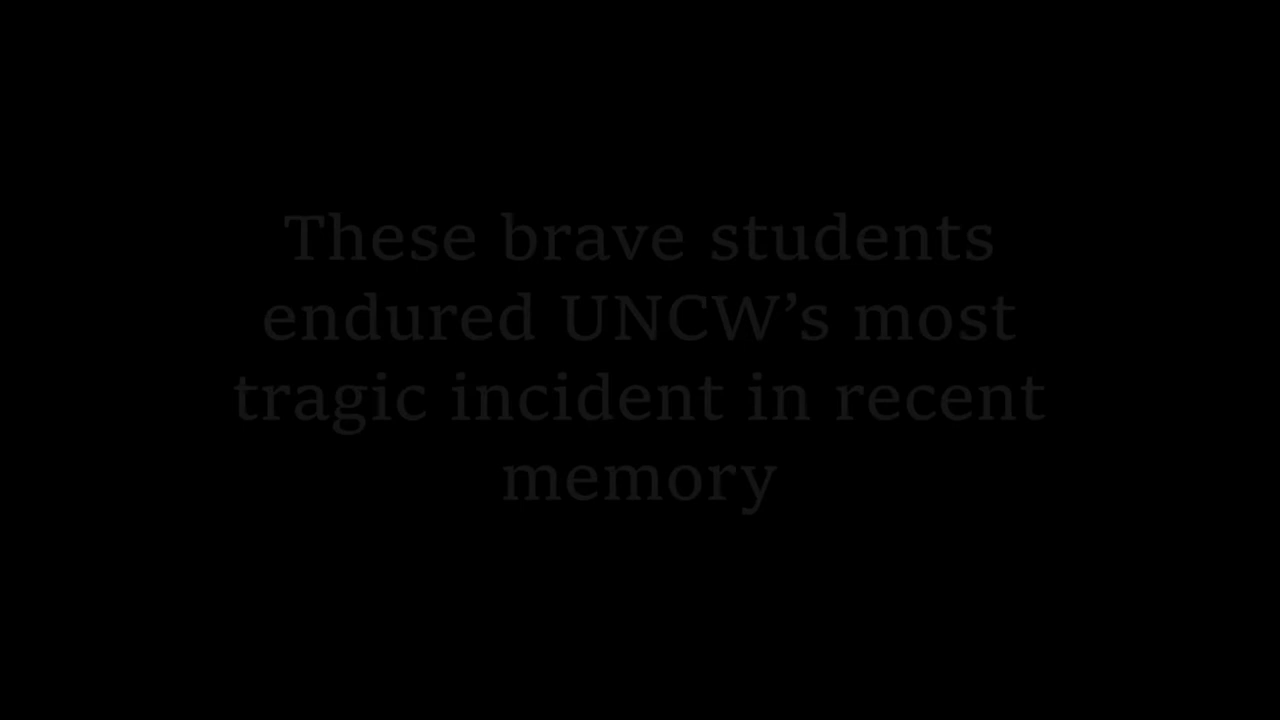 These brave students
endured UNCW’s most
tragic incident in recent
memory